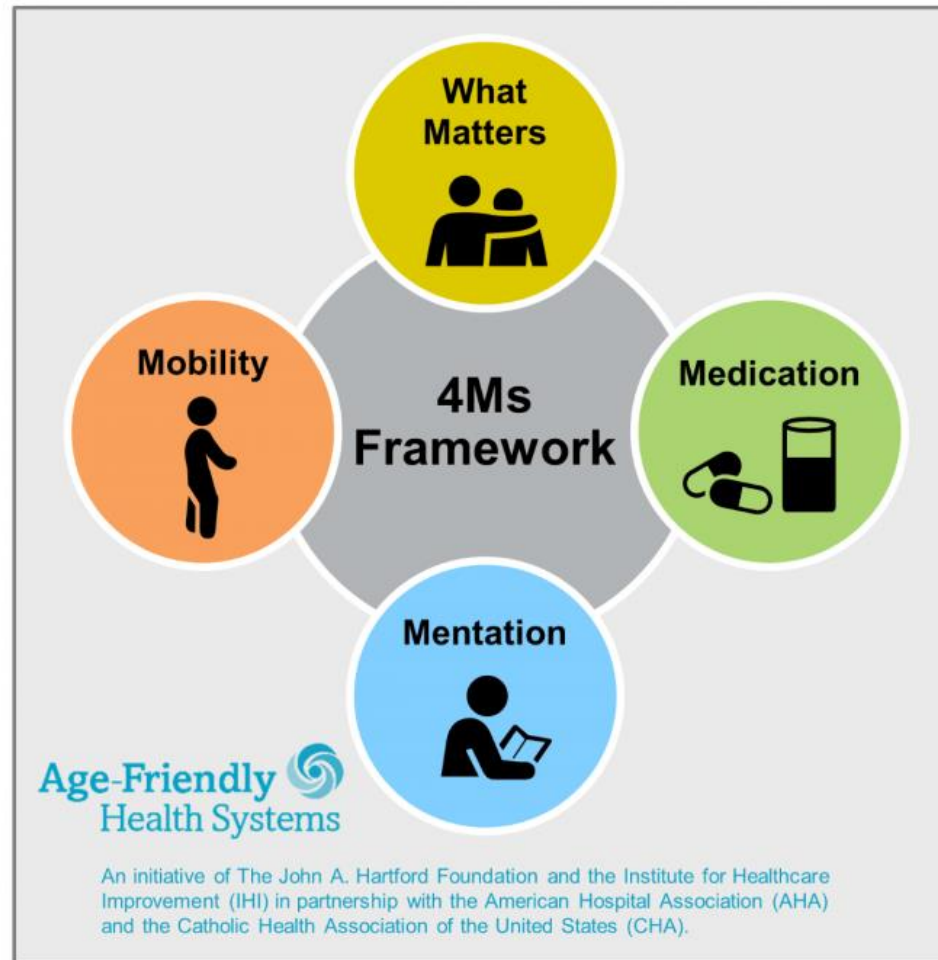 What
Matters
Mobility
4Ms
Framework
Medication
Mentation
Age-Friendly
Health Systems
An initiative of The John A. Hartford Foundation and the Institute for Healthcare
Improvement (IHI) in partnership with the American Hospital Association (AHA)
and the Catholic Health Association of the United States (CHA).